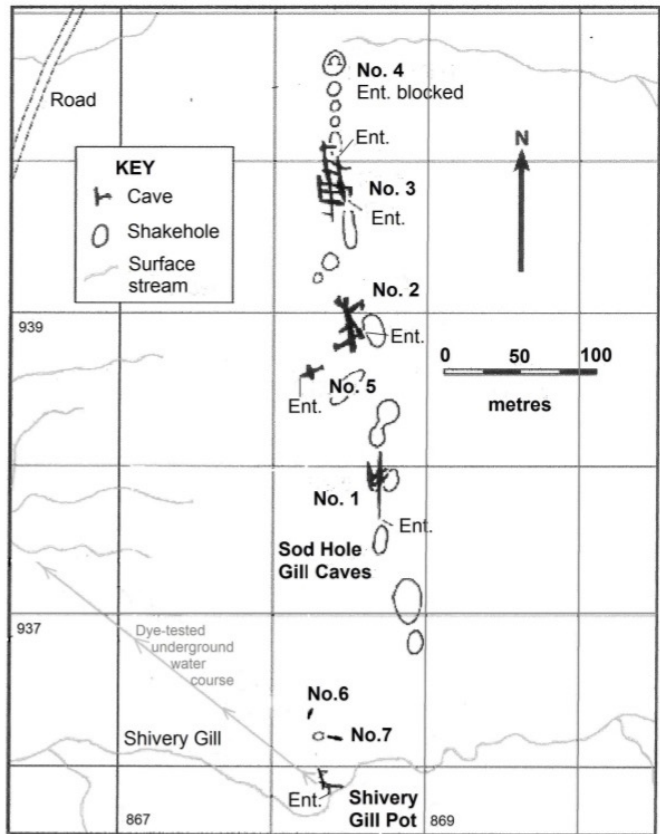 No. 4
Ent. blocked
Road
Ent.
KEY
Cave
Shakehole
Surface
stream
No. 3
Ent.
N
939
No. 2
Ent.
0 50 100
metres
No. 5
Ent.
No. 1
Ent.
Sod Hole
Gill Caves
937
Dye-tested
underground
water
course
No.6
No.7
Shivery Gill
Ent.
Shivery
Gill Pot
867
869